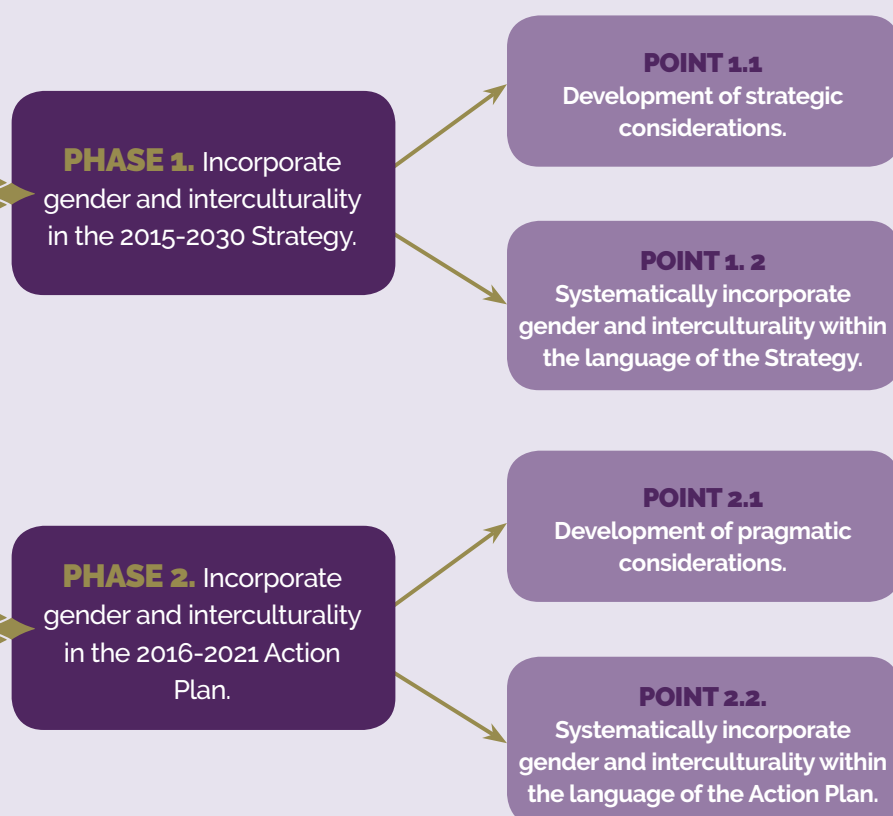 PHASE 1. Incorporate
gender and interculturality
in the 2015-2030 Strategy.
POINT 1.1
Development of strategic
considerations.
POINT 1. 2
Systematically incorporate
gender and interculturality within
the language of the Strategy.
PHASE 2. Incorporate
gender and interculturality
in the 2016-2021 Action
Plan.
POINT 2.1
Development of pragmatic
considerations.
POINT 2.2.
Systematically incorporate
gender and interculturality within
the language of the Action Plan.